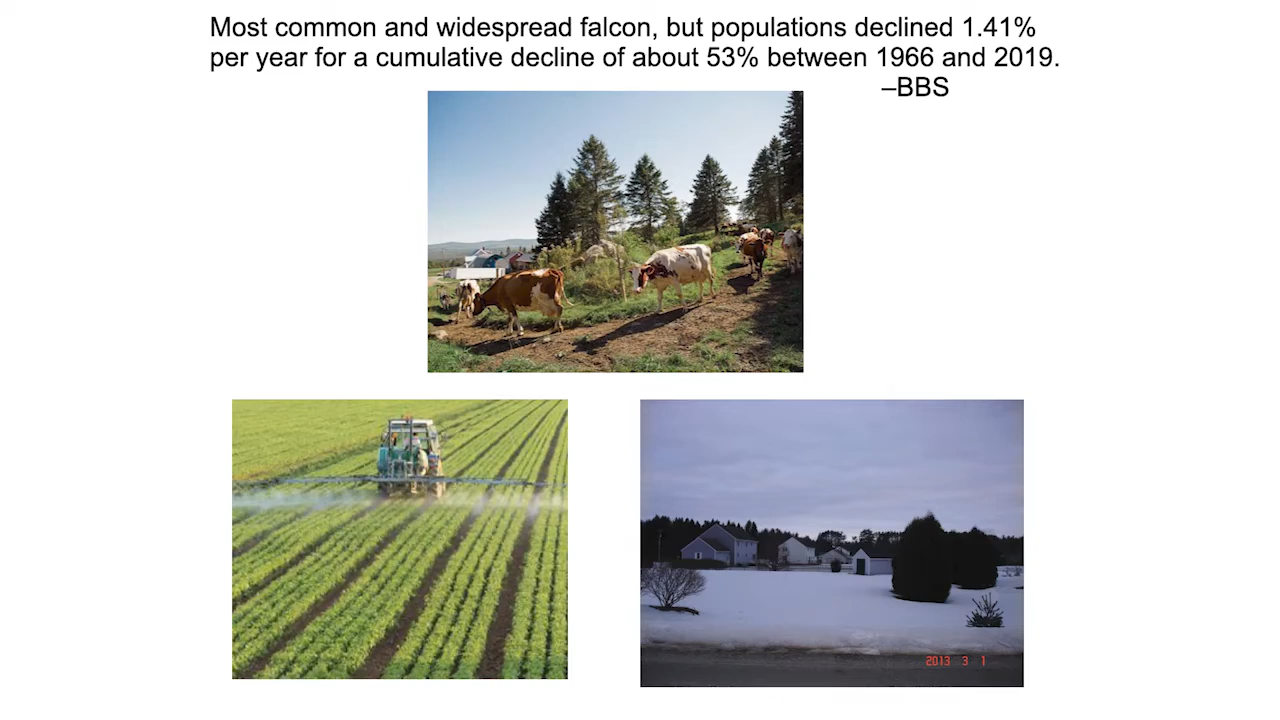 Most common and widespread falcon, but populations declined 1.41%
per year for a cumulative decline of about 53% between 1966 and 2019.
–BBS
2013 3 1